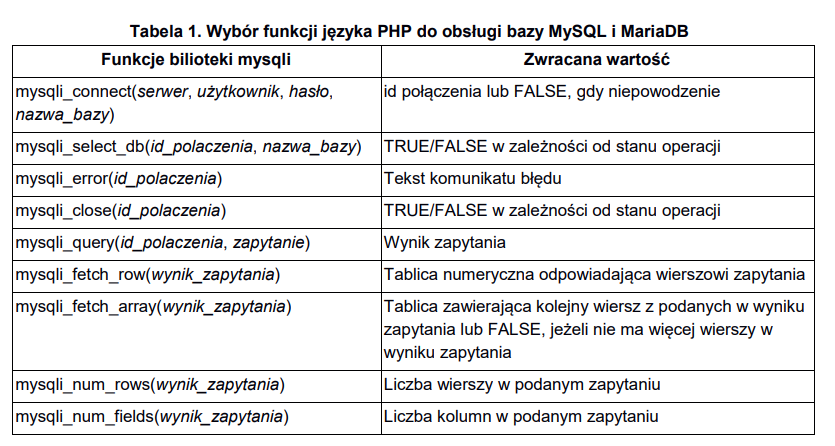 Tabela 1. Wybór funkcji języka PHP do obsługi bazy MySQL i MariaDB
Funkcje bilioteki mysqli
Zwracana wartość
mysqli_connect(serwer, użytkownik, hasło,
nazwa_bazy)
id połączenia lub FALSE, gdy niepowodzenie
mysqli_select_db(id_polaczenia, nazwa_bazy)
TRUE/FALSE w zależności od stanu operacji
mysqli_error(id_polaczenia)
Tekst komunikatu błędu
mysqli_close(id_polaczenia)
TRUE/FALSE w zależności od stanu operacji
mysqli_query(id_polaczenia, zapytanie)
Wynik zapytania
mysqli_fetch_row(wynik_zapytania)
Tablica numeryczna odpowiadająca wierszowi zapytania
mysqli_fetch_array(wynik_zapytania)
Tablica zawierająca kolejny wiersz z podanych w wyniku
zapytania lub FALSE, jeżeli nie ma więcej wierszy w
wyniku zapytania
mysqli_num_rows(wynik_zapytania)
Liczba wierszy w podanym zapytaniu
mysqli_num_fields(wynik_zapytania)
Liczba kolumn w podanym zapytaniu